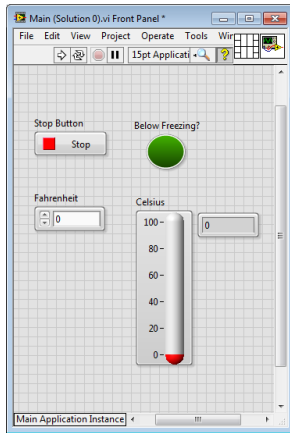 Main (Solution 0).vi Front Panel *
File Edit View Project Operate Tools
15pt Applicati
Stop Button
Stop
Below Freezing?
Fahrenheit
0
Celsius
0
100
80
60
40
20
0
Main Application Instance